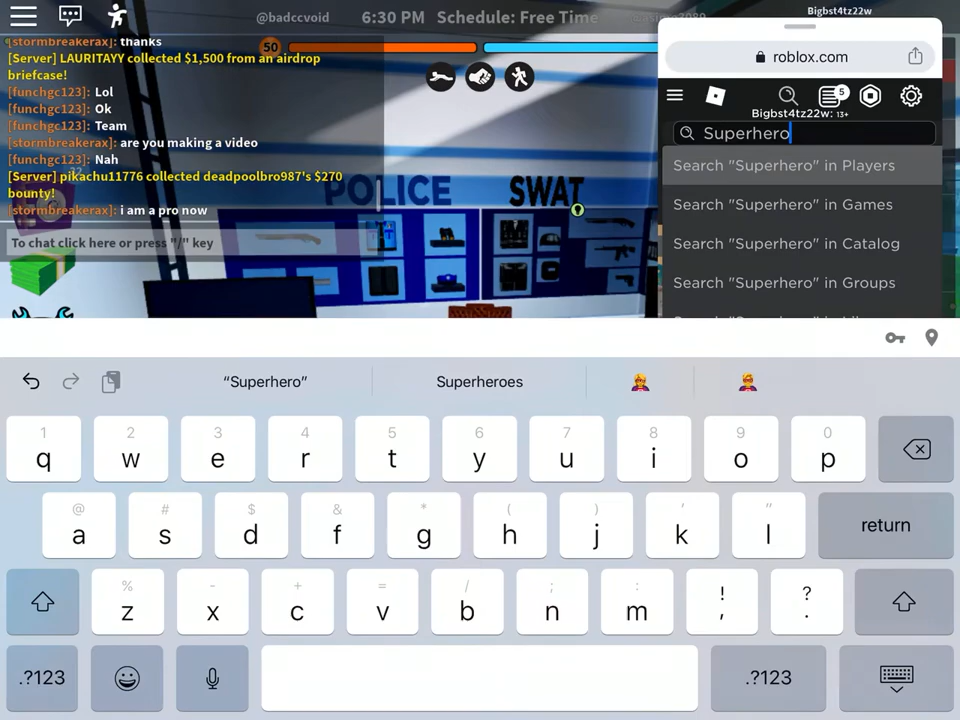 @badccvoid
6:30 PM Schedule: Free Time
Bigbst4tz22w
[stormbreakerax]: thanks
[Server] LAURITAYY collected $1,500 from an airdrop
briefcase!
[funchgc123]: Lol
[funchgc123]: Ok
[funchgc123]: Team
[stormbreakerax]: are you making a video
[funchgc123]: Nah
[Server] pikachu11776 collected deadpoolbro987's $270
bounty!
[stormbreakerax]: i am a pro now
To chat click here or press "/" key
50
POLICE SWAT
roblox.com
5
Bigbst4tz22w: 13+
Superhero
Search "Superhero" in Players
Search "Superhero" in Games
Search "Superhero" in Catalog
Search "Superhero" in Groups
“Superhero” Superheroes
1 2 3 4 5 6 7 8 9 0
q w e r t y u i o p
@ # $ & * ( ) ' "
a s d f g h j k l return
% - + = / ; : ! ?
z x c v b n m , .
.?123 .?123